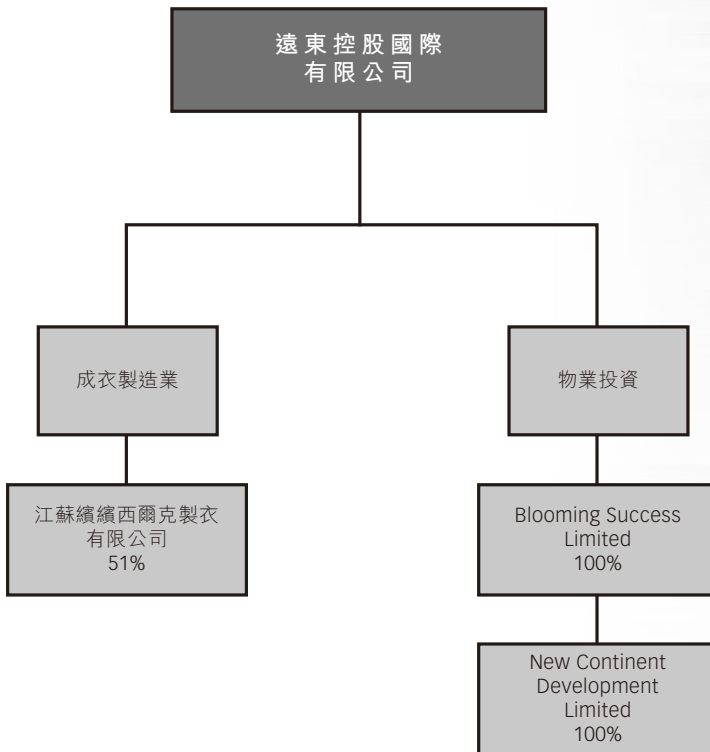 遠東控股國際
有限公司
成衣製造業
物業投資
江蘇繽繽西爾克製衣
有限公司
51%
Blooming Success
Limited
100%
New Continent
Development
Limited
100%